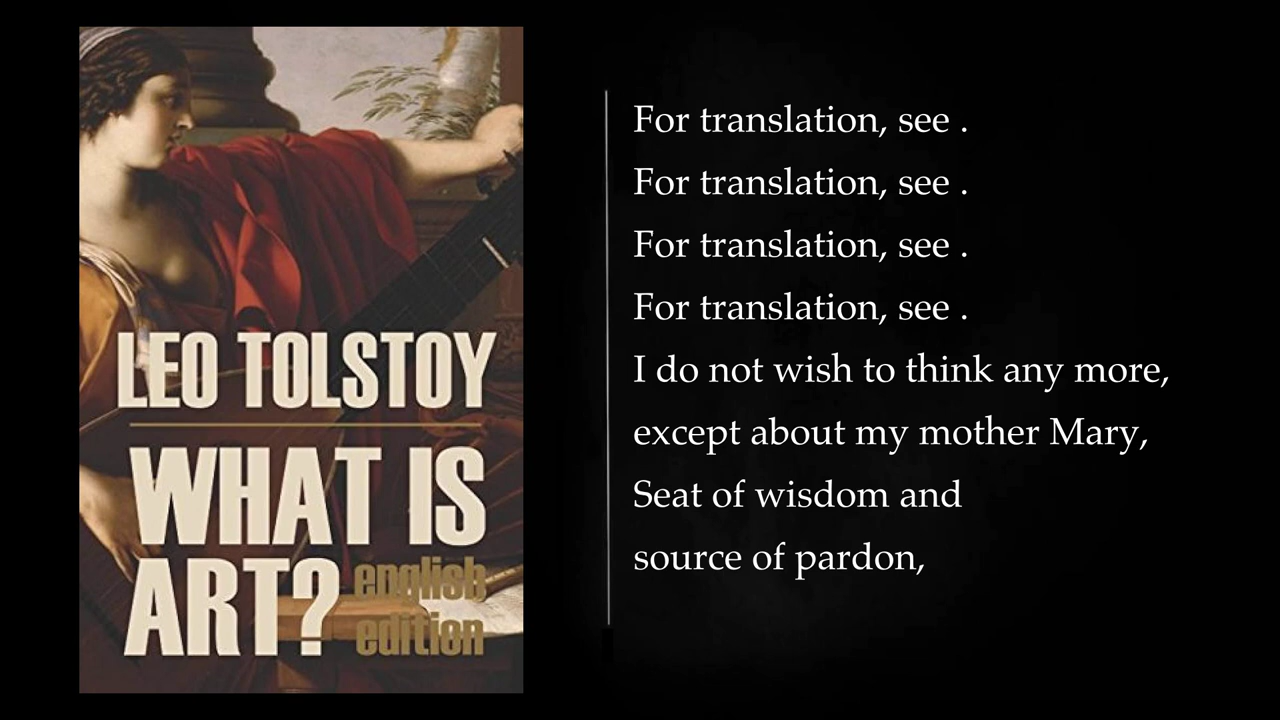 LEO TOLSTOY
WHAT IS
ART?
english
edition
For translation, see .
For translation, see .
For translation, see .
For translation, see .
I do not wish to think any more,
except about my mother Mary,
Seat of wisdom and
source of pardon,